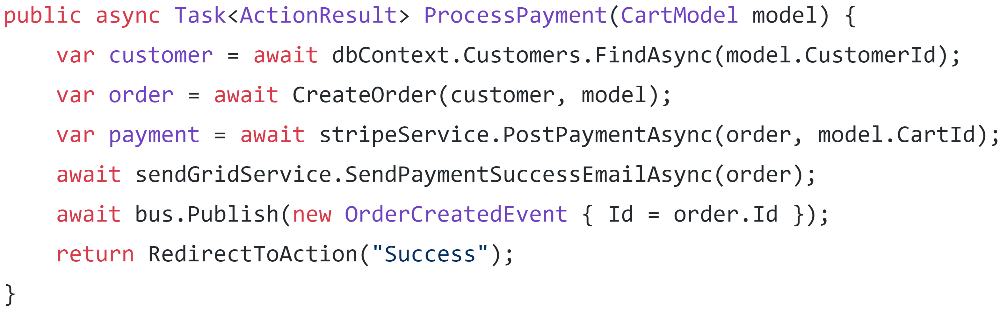 public async Task<ActionResult> ProcessPayment(CartModel model) {
    var customer = await dbContext.Customers.FindAsync(model.CustomerId);
    var order = await CreateOrder(customer, model);
    var payment = await stripeService.PostPaymentAsync(order, model.CartId);
    await sendGridService.SendPaymentSuccessEmailAsync(order);
    await bus.Publish(new OrderCreatedEvent { Id = order.Id });
    return RedirectToAction("Success");
}